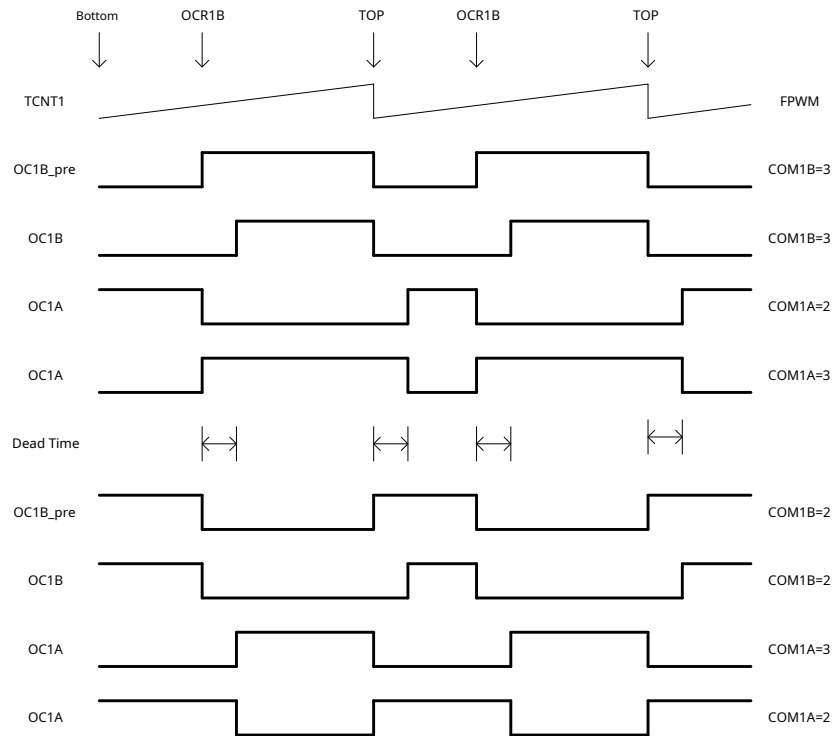 Bottom OCR1B TOP OCR1B TOP
TCNT1 FPWM
OC1B_pre COM1B=3
OC1B COM1B=3
OC1A COM1A=2
OC1A COM1A=3
Dead Time
OC1B_pre COM1B=2
OC1B COM1B=2
OC1A COM1A=3
OC1A COM1A=2